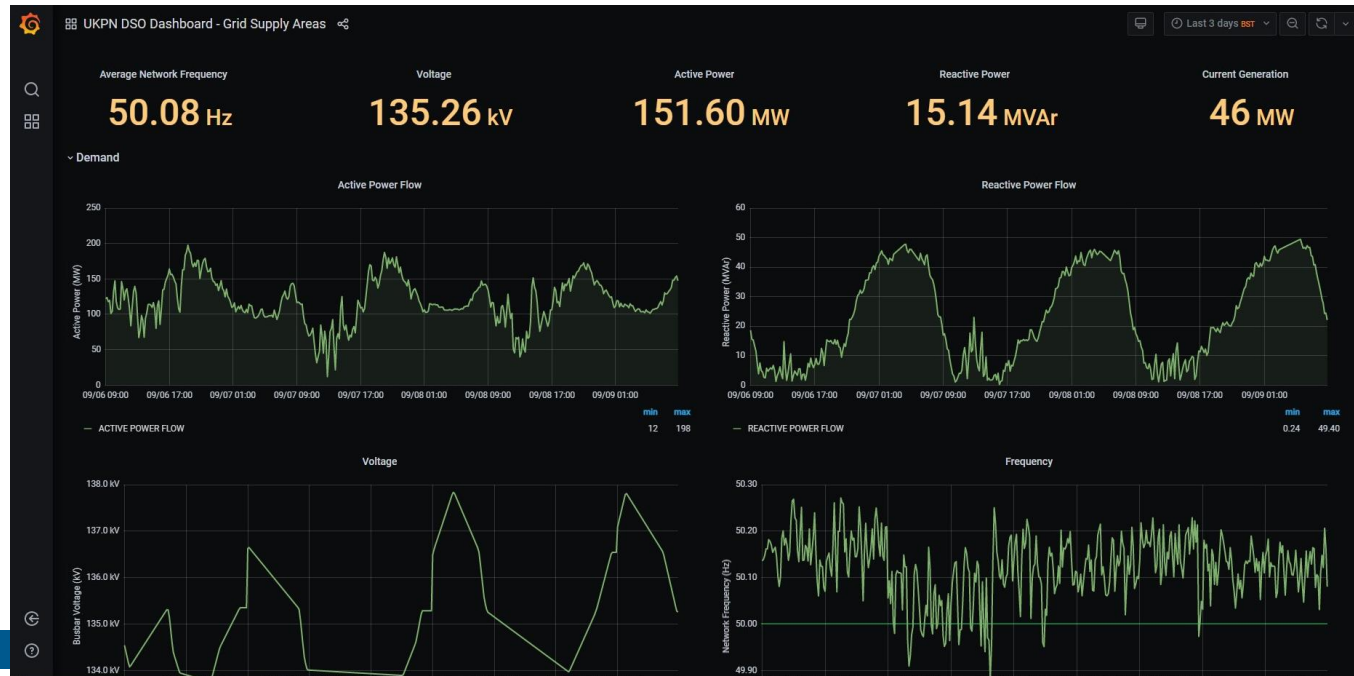 UKPN DSO Dashboard - Grid Supply Areas
Last 3 days BST
Average Network Frequency
50.08 Hz
Voltage
135.26 kV
Active Power
151.60 MW
Reactive Power
15.14 MVAr
Current Generation
46 MW
Demand
Active Power Flow
Active Power (MW)
250
200
150
100
50
0
09/06 09:00 09/06 17:00 09/07 01:00 09/07 09:00 09/07 17:00 09/08 01:00 09/08 09:00 09/08 17:00 09/09 01:00
min max
ACTIVE POWER FLOW 12 198
Reactive Power Flow
Reactive Power (MVAr)
60
50
40
30
20
10
0
09/06 09:00 09/06 17:00 09/07 01:00 09/07 09:00 09/07 17:00 09/08 01:00 09/08 09:00 09/08 17:00 09/09 01:00
min max
REACTIVE POWER FLOW 0.24 49.40
Voltage
Busbar Voltage (kV)
138.0 kV
137.0 kV
136.0 kV
135.0 kV
134.0 kV
Frequency
Network Frequency (Hz)
50.30
50.20
50.10
50.00
49.90